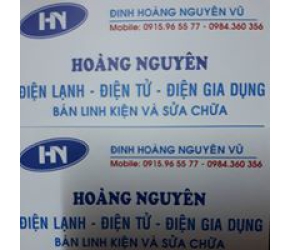 HN
ĐINH HOÀNG NGUYÊN VŨ
Mobile: 0915.96 55 77 - 0984.360 356
HOÀNG NGUYÊN
ĐIỆN LẠNH - ĐIỆN TỬ - ĐIỆN GIA DỤNG
BÁN LINH KIỆN VÀ SỬA CHỮA
HN
ĐINH HOÀNG NGUYÊN VŨ
Mobile: 0915.96 55 77 - 0984.360 356
HOÀNG NGUYÊN
ĐIỆN LẠNH - ĐIỆN TỬ - ĐIỆN GIA DỤNG
BÁN LINH KIỆN VÀ SỬA CHỮA